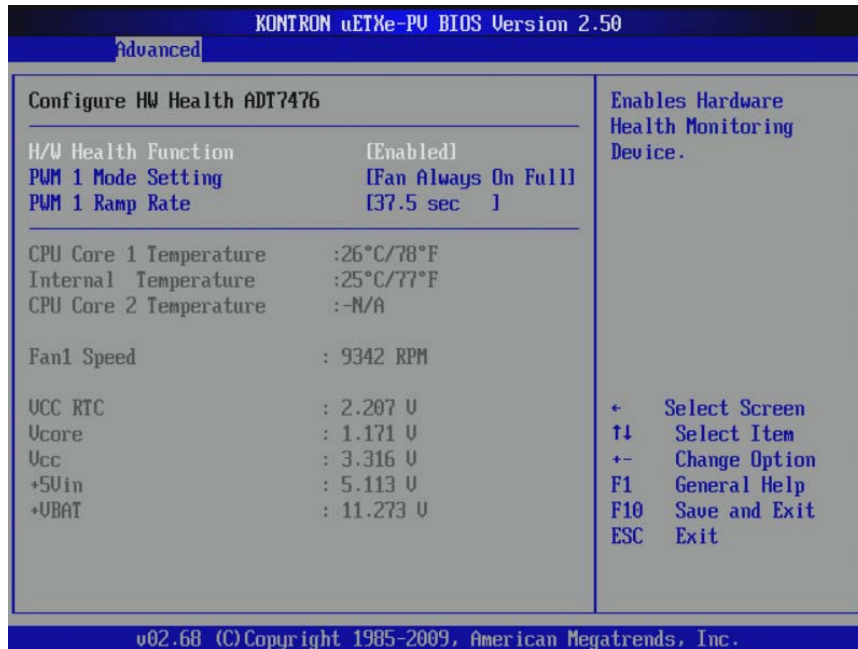 KONTRON uETXe-PV BIOS Version 2.50
Advanced
Configure HW Health ADT7476
H/W Health Function [Enabled]
PWM 1 Mode Setting [Fan Always On Full]
PWM 1 Ramp Rate [37.5 sec ]
CPU Core 1 Temperature :26°C/78°F
Internal Temperature :25°C/77°F
CPU Core 2 Temperature :-N/A
Fan1 Speed : 9342 RPM
VCC RTC : 2.207 V
Vcore : 1.171 V
Vcc : 3.316 V
+5Vin : 5.113 V
+VBAT : 11.273 V
Enables Hardware
Health Monitoring
Device.
← Select Screen
↑↓ Select Item
+- Change Option
F1 General Help
F10 Save and Exit
ESC Exit
v02.68 (C)Copyright 1985-2009, American Megatrends, Inc.